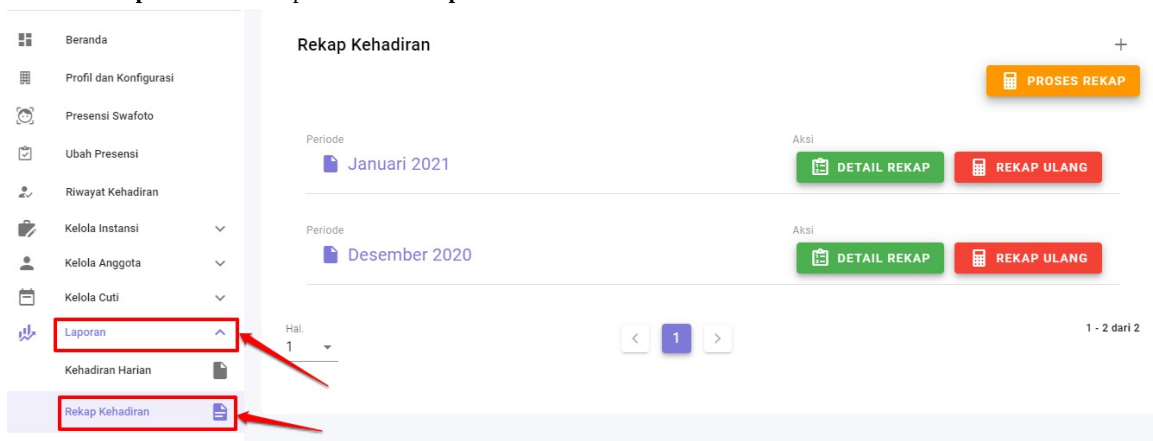 Beranda
Profil dan Konfigurasi
Presensi Swafoto
Ubah Presensi
Riwayat Kehadiran
Kelola Instansi
Kelola Anggota
Kelola Cuti
Laporan
Kehadiran Harian
Rekap Kehadiran
Rekap Kehadiran
PROSES REKAP
Periode Aksi
Januari 2021 DETAIL REKAP REKAP ULANG
Periode Aksi
Desember 2020 DETAIL REKAP REKAP ULANG
Hal.
1 < 1 > 1 - 2 dari 2